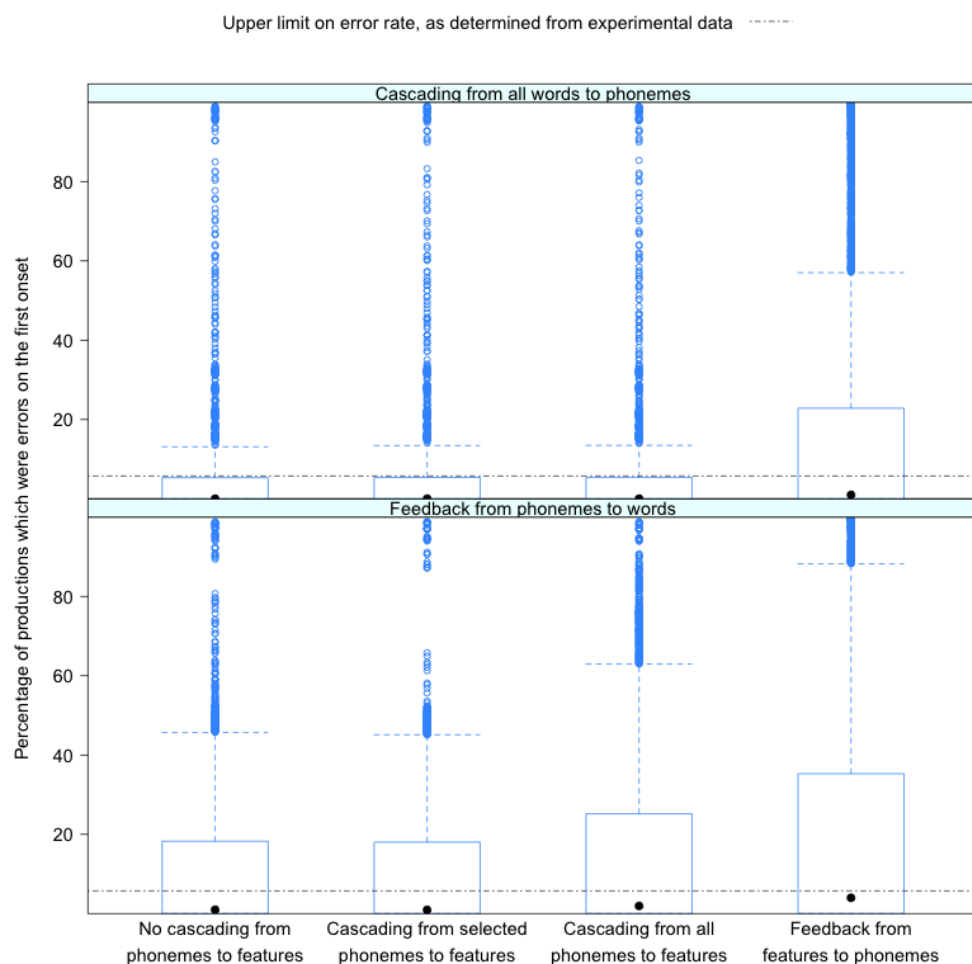 Upper limit on error rate, as determined from experimental data
Cascading from all words to phonemes
80
60
40
20
Feedback from phonemes to words
80
60
40
20
Percentage of productions which were errors on the first onset
No cascading from
phonemes to features
Cascading from selected
phonemes to features
Cascading from all
phonemes to features
Feedback from
features to phonemes